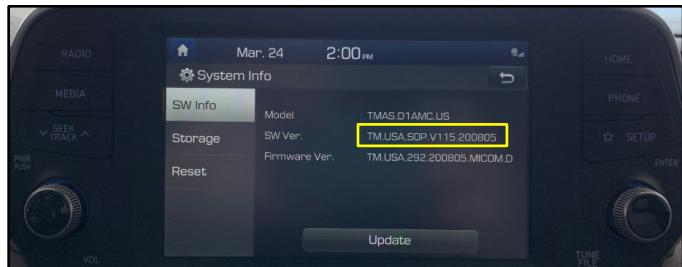 RADIO
MEDIA
SEEK
TRACK
PWR
PUSH
VOL
Mar. 24 2:00 PM
System Info
SW Info
Storage
Reset
Model TMAS.D1AMC.US
SW Ver. TM.USA.SOP.V115.200805
Firmware Ver. TM.USA.292.200805.MICOM.D
Update
HOME
PHONE
SETUP
ENTER
TUNE
FILE